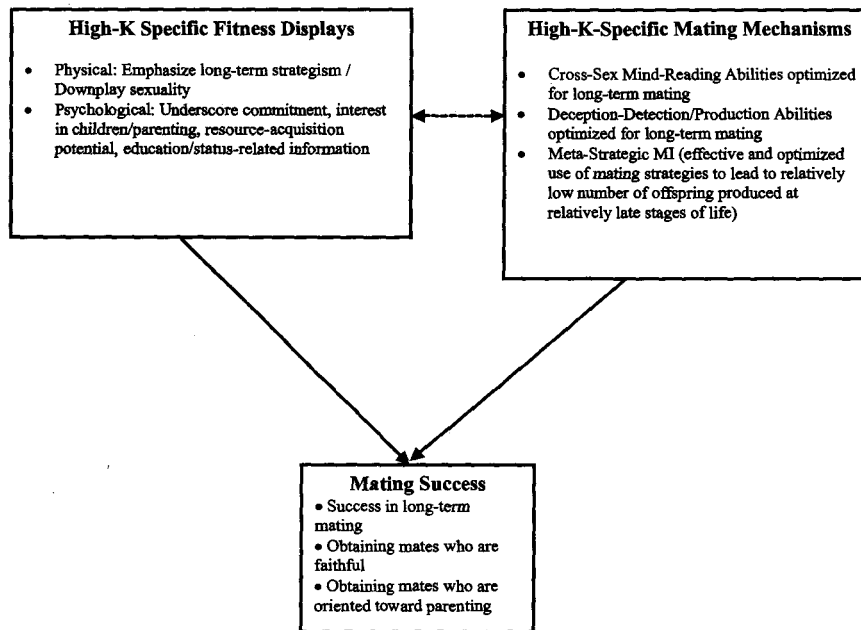 High-K Specific Fitness Displays
• Physical: Emphasize long-term strategism /
Downplay sexuality
• Psychological: Underscore commitment, interest
in children/parenting, resource-acquisition
potential, education/status-related information
High-K-Specific Mating Mechanisms
• Cross-Sex Mind-Reading Abilities optimized
for long-term mating
• Deception-Detection/Production Abilities
optimized for long-term mating
• Meta-Strategic MI (effective and optimized
use of mating strategies to lead to relatively
low number of offspring produced at
relatively late stages of life)
Mating Success
• Success in long-term
mating
• Obtaining mates who are
faithful
• Obtaining mates who are
oriented toward parenting